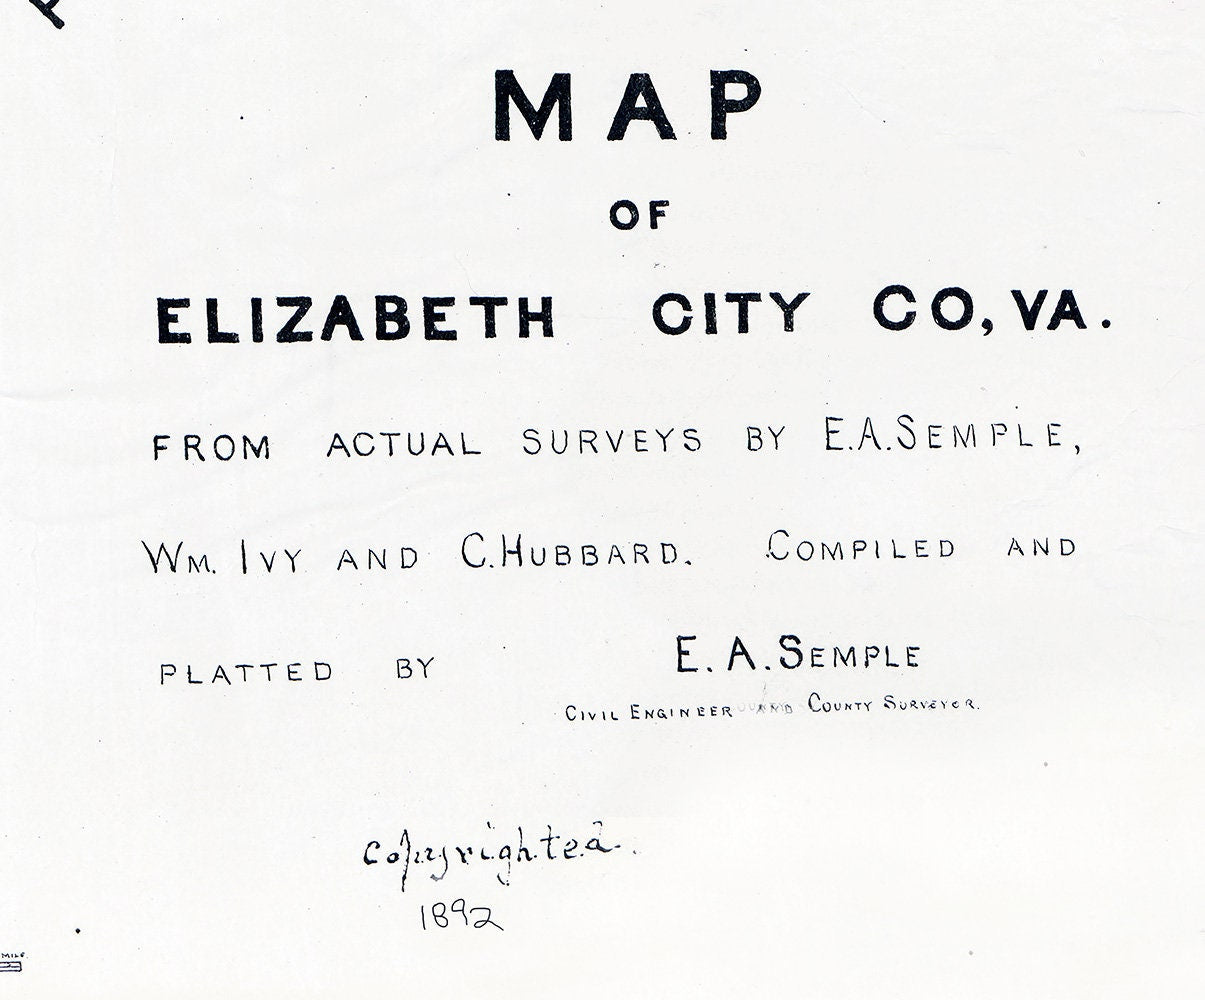 MAP
OF
ELIZABETH CITY CO, VA.
FROM ACTUAL SURVEYS BY E.A. SEMPLE,
WM. IVY AND C. HUBBARD. COMPILED AND
PLATTED BY E. A. SEMPLE
CIVIL ENGINEER AND COUNTY SURVEYOR.
Copyrighted.
1892
MILE.